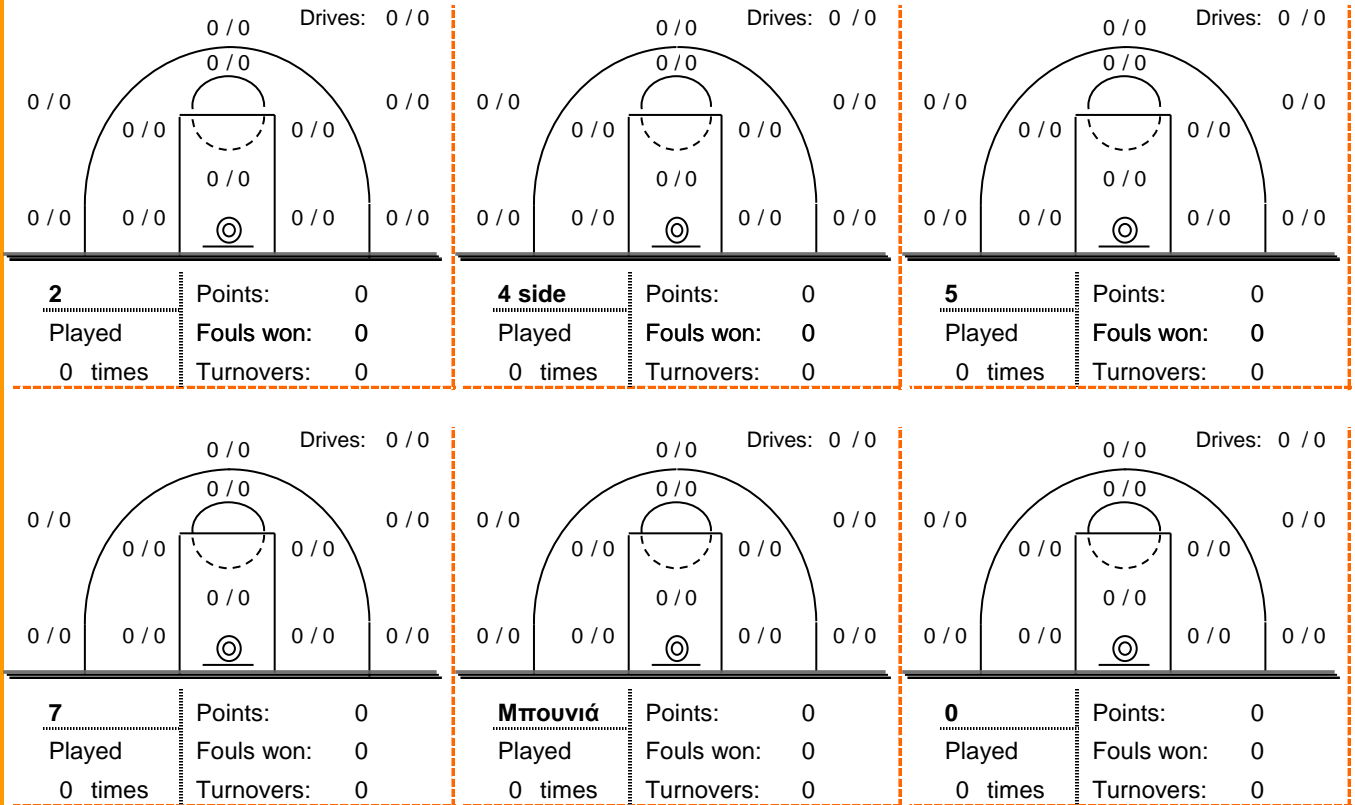 0 / 0 Drives: 0 / 0
0 / 0
0 / 0 0 / 0
0 / 0 0 / 0
0 / 0
0 / 0 0 / 0 0 / 0 0 / 0
2 Points: 0
Played Fouls won: 0
0 times Turnovers: 0
0 / 0 Drives: 0 / 0
0 / 0
0 / 0 0 / 0
0 / 0 0 / 0
0 / 0
0 / 0 0 / 0 0 / 0 0 / 0
4 side Points: 0
Played Fouls won: 0
0 times Turnovers: 0
0 / 0 Drives: 0 / 0
0 / 0
0 / 0 0 / 0
0 / 0 0 / 0
0 / 0
0 / 0 0 / 0 0 / 0 0 / 0
5 Points: 0
Played Fouls won: 0
0 times Turnovers: 0
0 / 0 Drives: 0 / 0
0 / 0
0 / 0 0 / 0
0 / 0 0 / 0
0 / 0
0 / 0 0 / 0 0 / 0 0 / 0
7 Points: 0
Played Fouls won: 0
0 times Turnovers: 0
0 / 0 Drives: 0 / 0
0 / 0
0 / 0 0 / 0
0 / 0 0 / 0
0 / 0
0 / 0 0 / 0 0 / 0 0 / 0
Μπουνιά Points: 0
Played Fouls won: 0
0 times Turnovers: 0
0 / 0 Drives: 0 / 0
0 / 0
0 / 0 0 / 0
0 / 0 0 / 0
0 / 0
0 / 0 0 / 0 0 / 0 0 / 0
0 Points: 0
Played Fouls won: 0
0 times Turnovers: 0